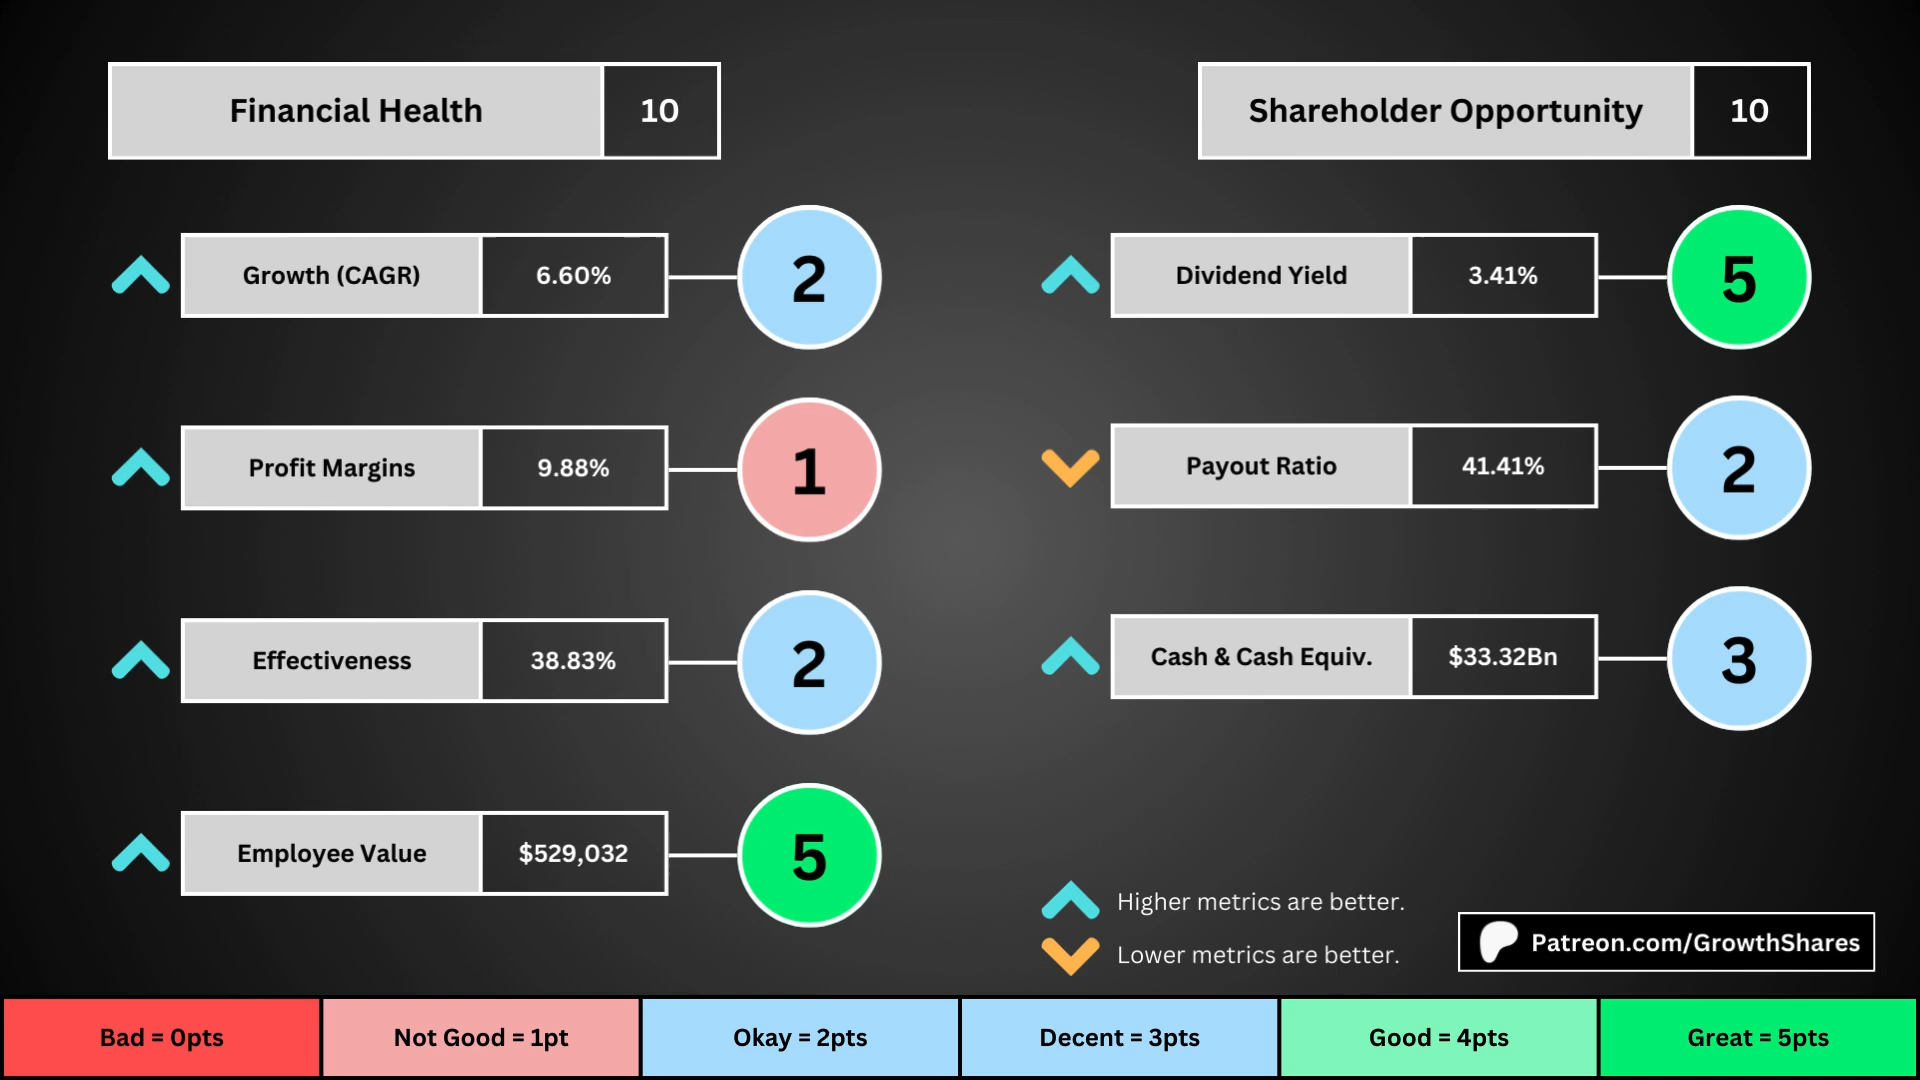 Financial Health 10
Growth (CAGR) 6.60% 2
Profit Margins 9.88% 1
Effectiveness 38.83% 2
Employee Value $529,032 5
Shareholder Opportunity 10
Dividend Yield 3.41% 5
Payout Ratio 41.41% 2
Cash & Cash Equiv. $33.32Bn 3
Higher metrics are better.
Lower metrics are better.
Patreon.com/GrowthShares
Bad = 0pts
Not Good = 1pt
Okay = 2pts
Decent = 3pts
Good = 4pts
Great = 5pts